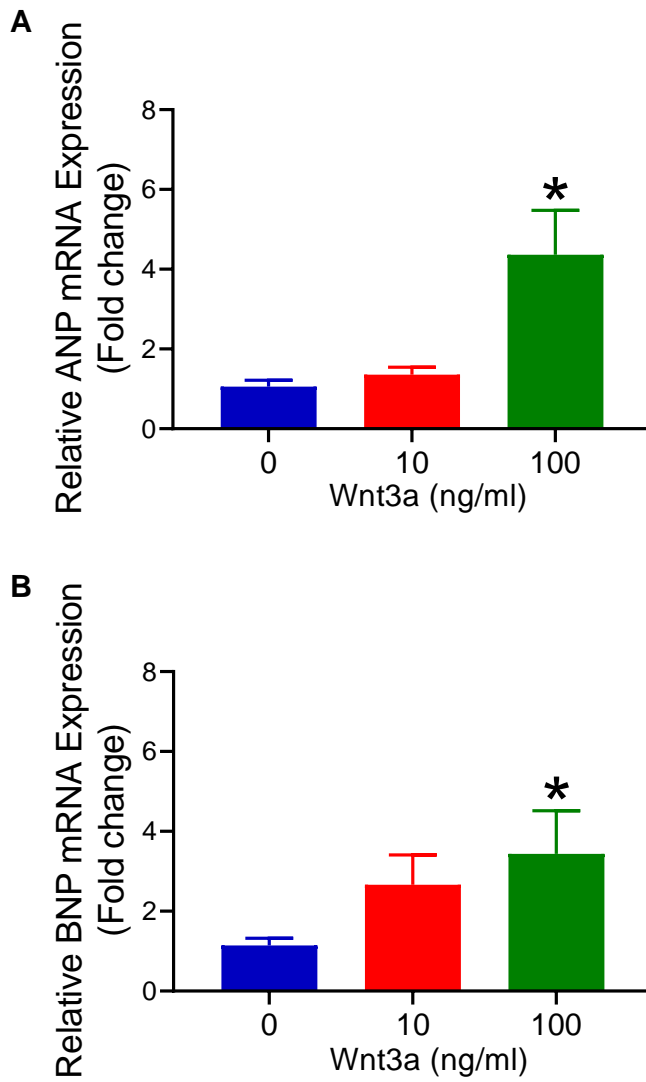 A
Relative ANP mRNA Expression
(Fold change)
8
6
4
2
0
*
0 10 100
Wnt3a (ng/ml)
B
Relative BNP mRNA Expression
(Fold change)
8
6
4
2
0
*
0 10 100
Wnt3a (ng/ml)